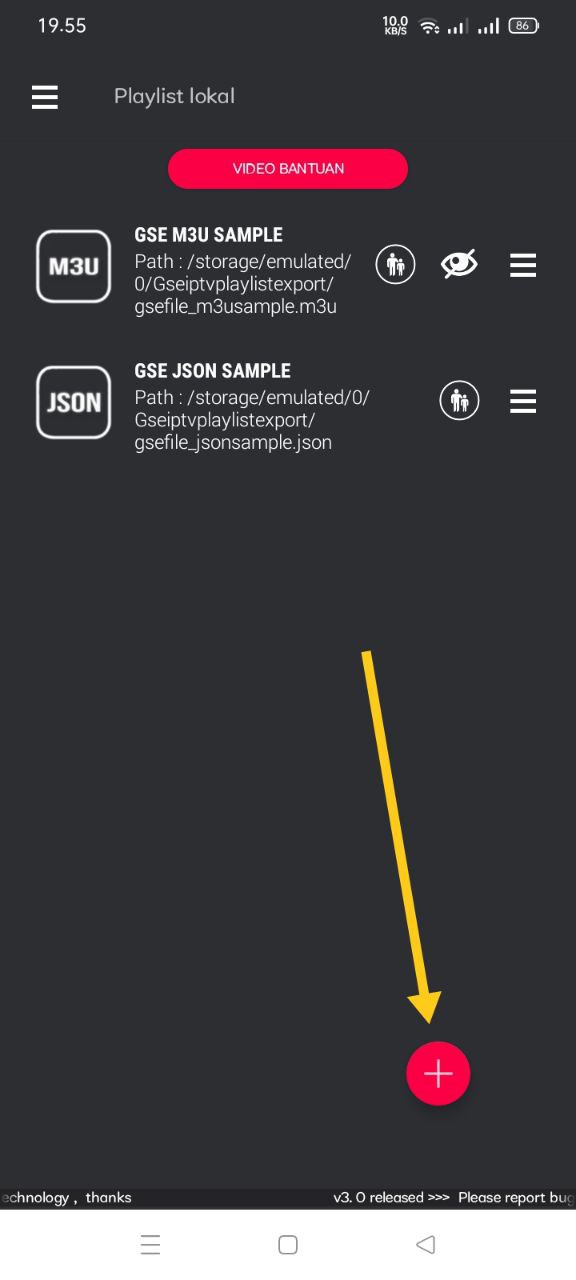 19.55
10.0
KB/S
86
Playlist lokal
VIDEO BANTUAN
M3U
GSE M3U SAMPLE
Path : /storage/emulated/
0/Gseiptvplaylistexport/
gsefile_m3usample.m3u
JSON
GSE JSON SAMPLE
Path : /storage/emulated/0/
Gseiptvplaylistexport/
gsefile_jsonsample.json
echnology , thanks
v3. 0 released >>> Please report bug